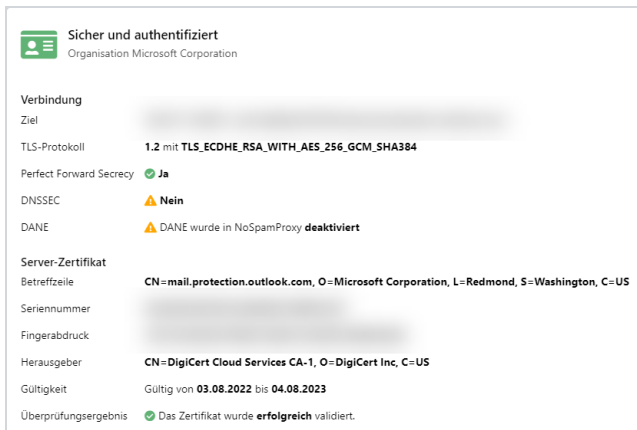 Sicher und authentifiziert
Organisation Microsoft Corporation
Verbindung
Ziel
TLS-Protokoll 1.2 mit TLS_ECDHE_RSA_WITH_AES_256_GCM_SHA384
Perfect Forward Secrecy Ja
DNSSEC Nein
DANE DANE wurde in NoSpamProxy deaktiviert
Server-Zertifikat
Betreffzeile CN=mail.protection.outlook.com, O=Microsoft Corporation, L=Redmond, S=Washington, C=US
Seriennummer
Fingerabdruck
Herausgeber CN=DigiCert Cloud Services CA-1, O=DigiCert Inc, C=US
Gültigkeit Gültig von 03.08.2022 bis 04.08.2023
Überprüfungsergebnis Das Zertifikat wurde erfolgreich validiert.